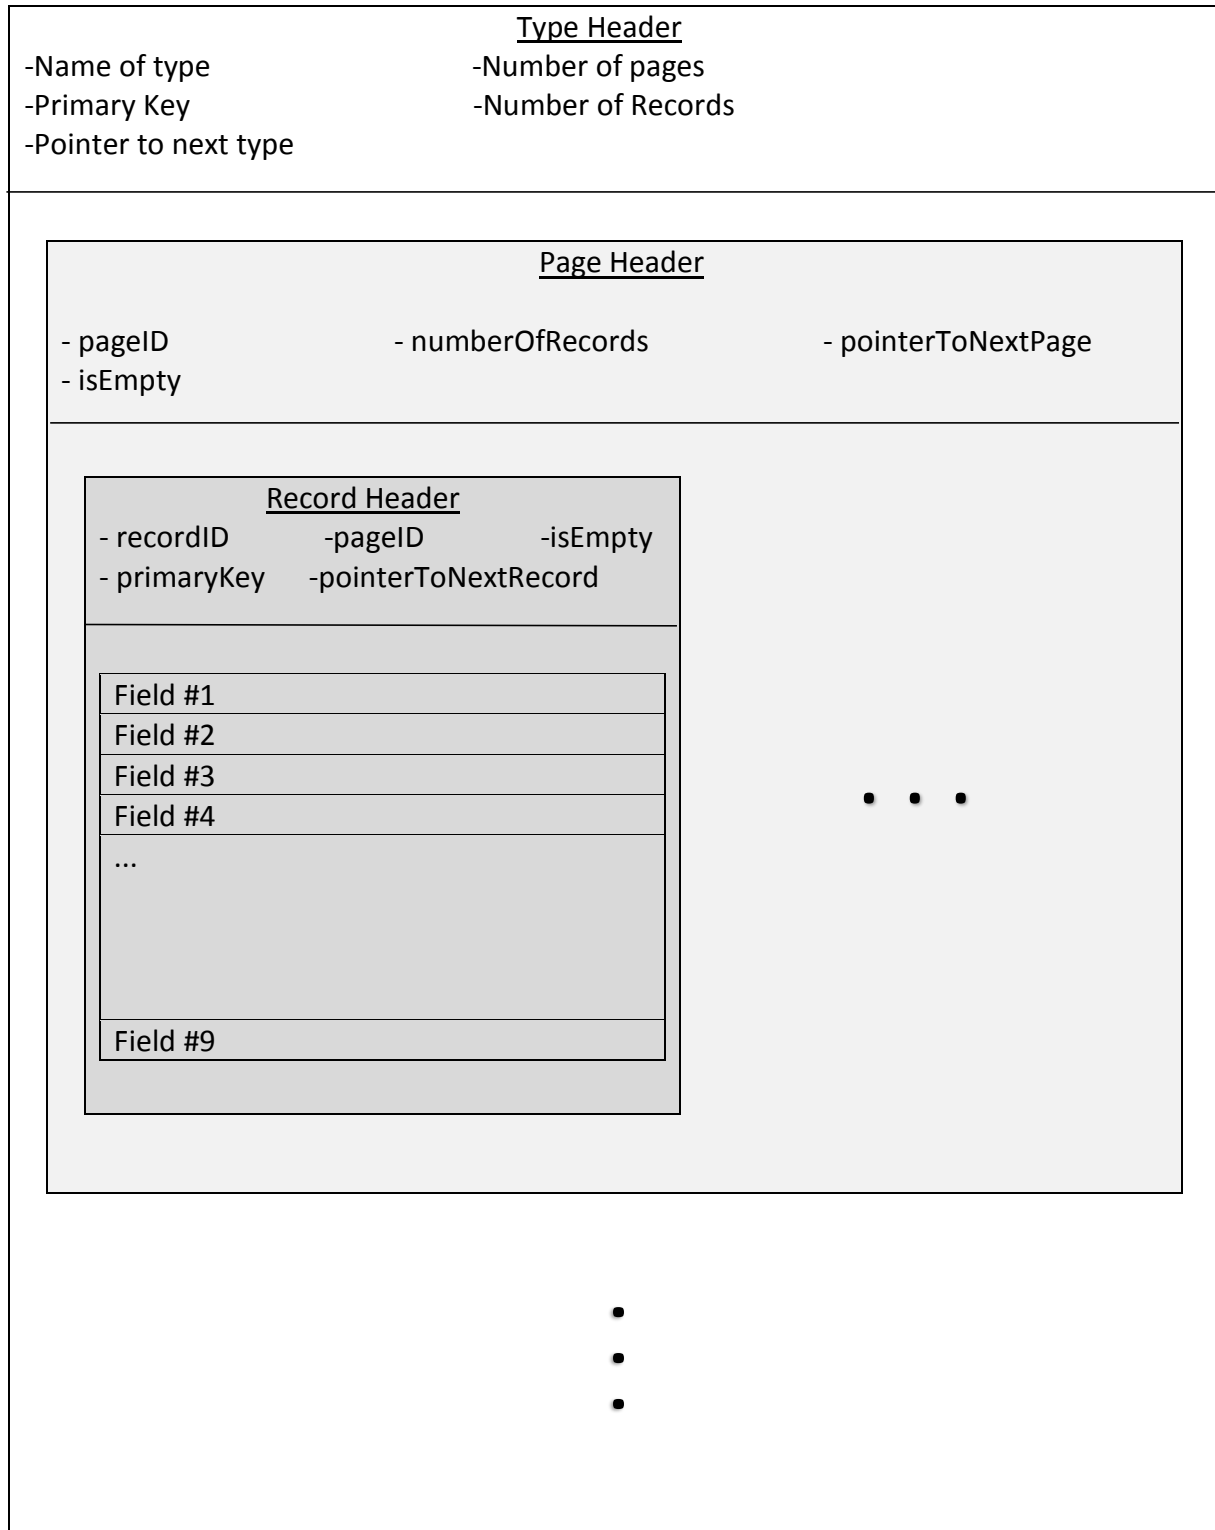 Type Header
-Name of type -Number of pages
-Primary Key -Number of Records
-Pointer to next type
Page Header
- pageID - numberOfRecords - pointerToNextPage
- isEmpty
Record Header
- recordID -pageID -isEmpty
- primaryKey -pointerToNextRecord
Field #1
Field #2
Field #3
Field #4
...
Field #9
. . .
.
.
.